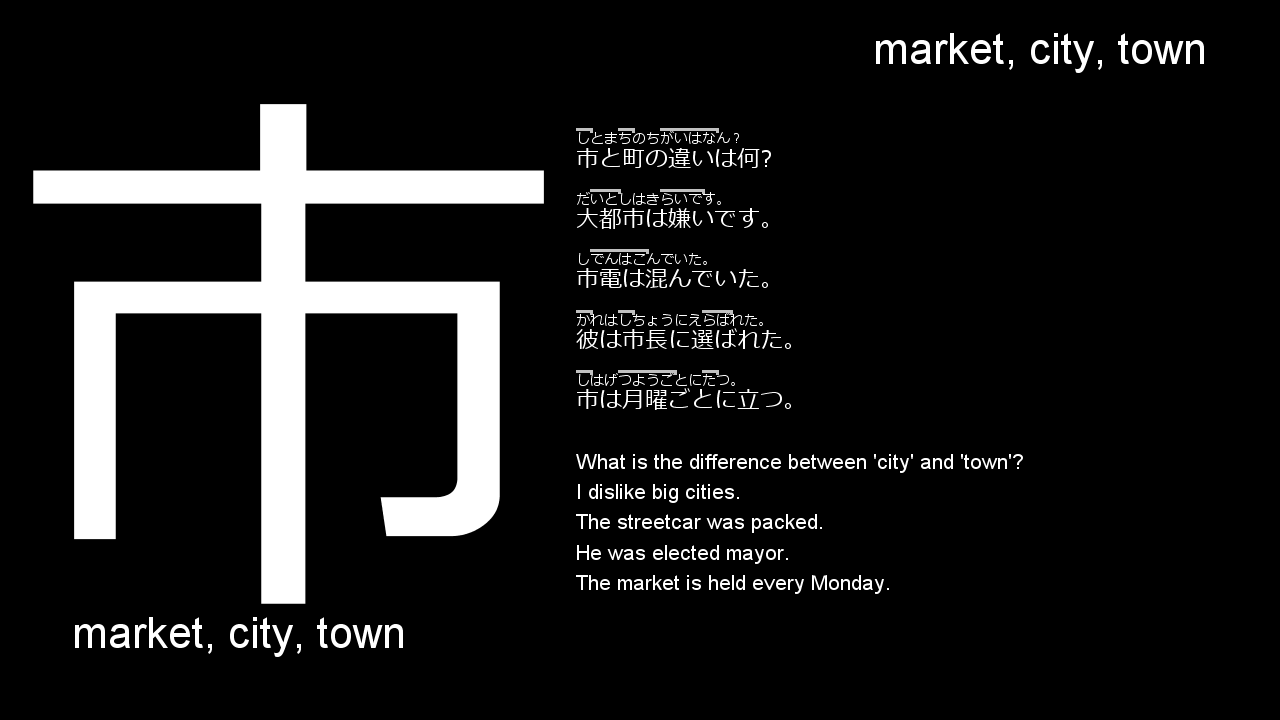 market, city, town
市
しとまちのちがいはなん？
市と町の違いは何?
だいとしはきらいです。
大都市は嫌いです。
しでんはこんでいた。
市電は混んでいた。
かれはしちょうにえらばれた。
彼は市長に選ばれた。
しはげつようごとにたつ。
市は月曜ごとに立つ。
What is the difference between 'city' and 'town'?
I dislike big cities.
The streetcar was packed.
He was elected mayor.
The market is held every Monday.
market, city, town